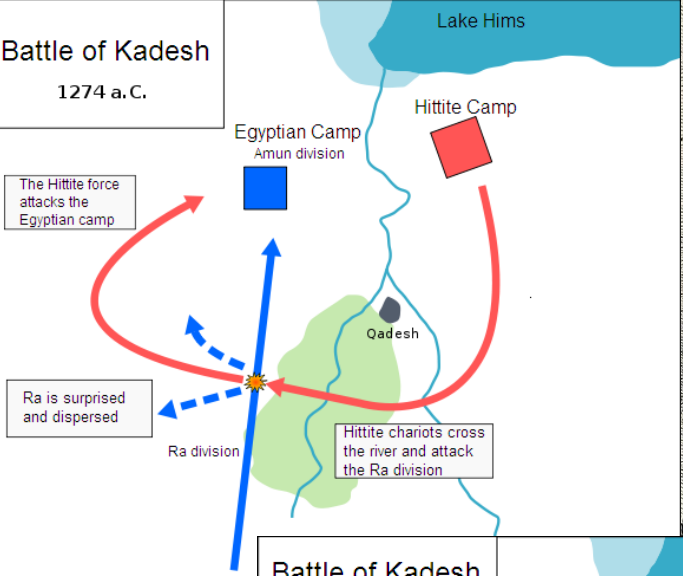 Battle of Kadesh
1274 a.C.
Lake Hims
Hittite Camp
Egyptian Camp
Amun division
The Hittite force
attacks the
Egyptian camp
Qadesh
Ra is surprised
and dispersed
Ra division
Hittite chariots cross
the river and attack
the Ra division
Battle of Kadesh